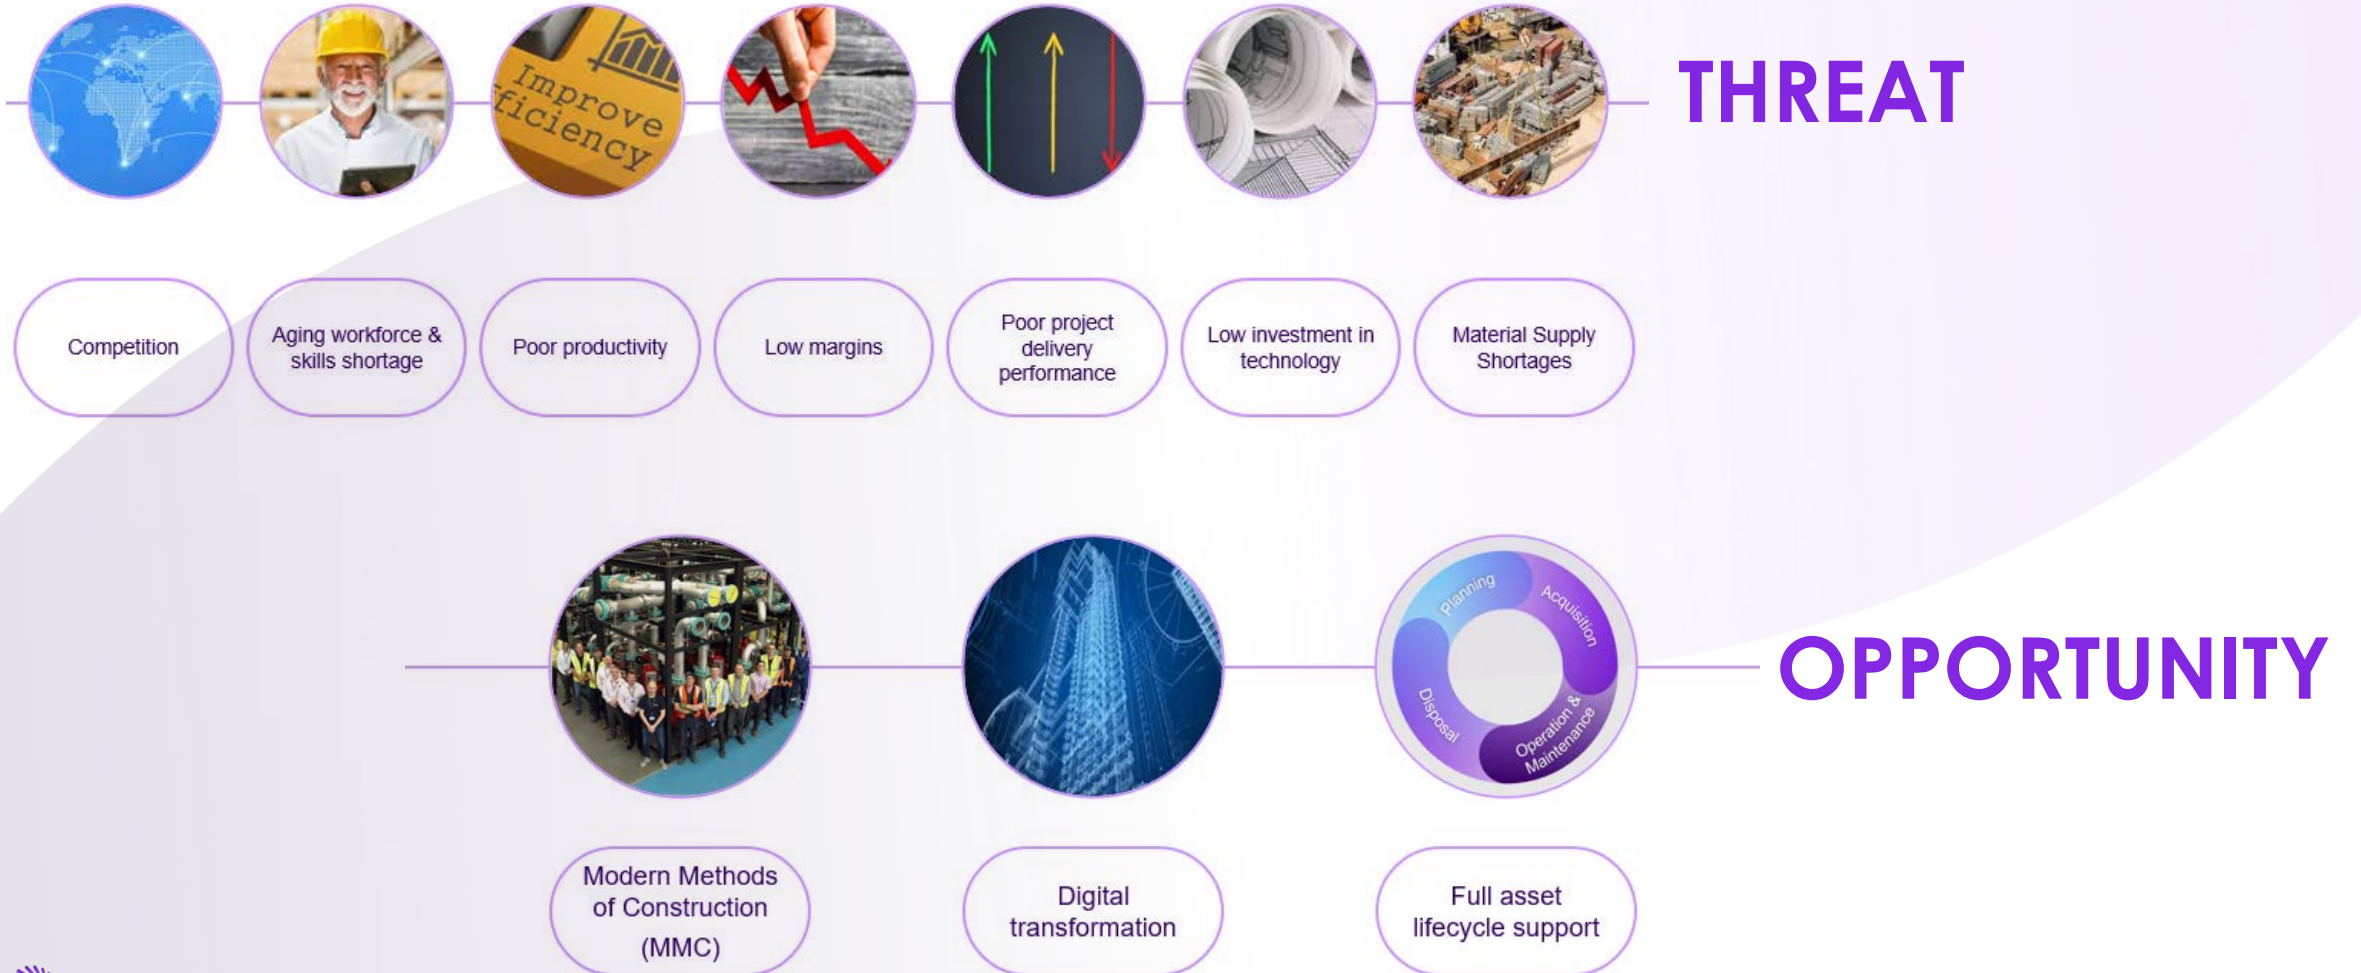 THREAT
Improve
ficiency
Competition
Aging workforce &
skills shortage
Poor productivity
Low margins
Poor project
delivery
performance
Low investment in
technology
Material Supply
Shortages
OPPORTUNITY
Planning
Acquisition
Disposal
Operation &
Maintenance
Modern Methods
of Construction
(MMC)
Digital
transformation
Full asset
lifecycle support